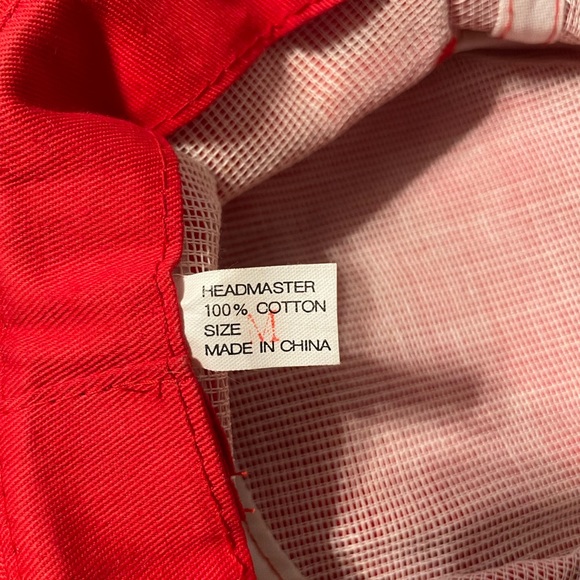 HEADMASTER
100% COTTON
SIZE
MADE IN CHINA